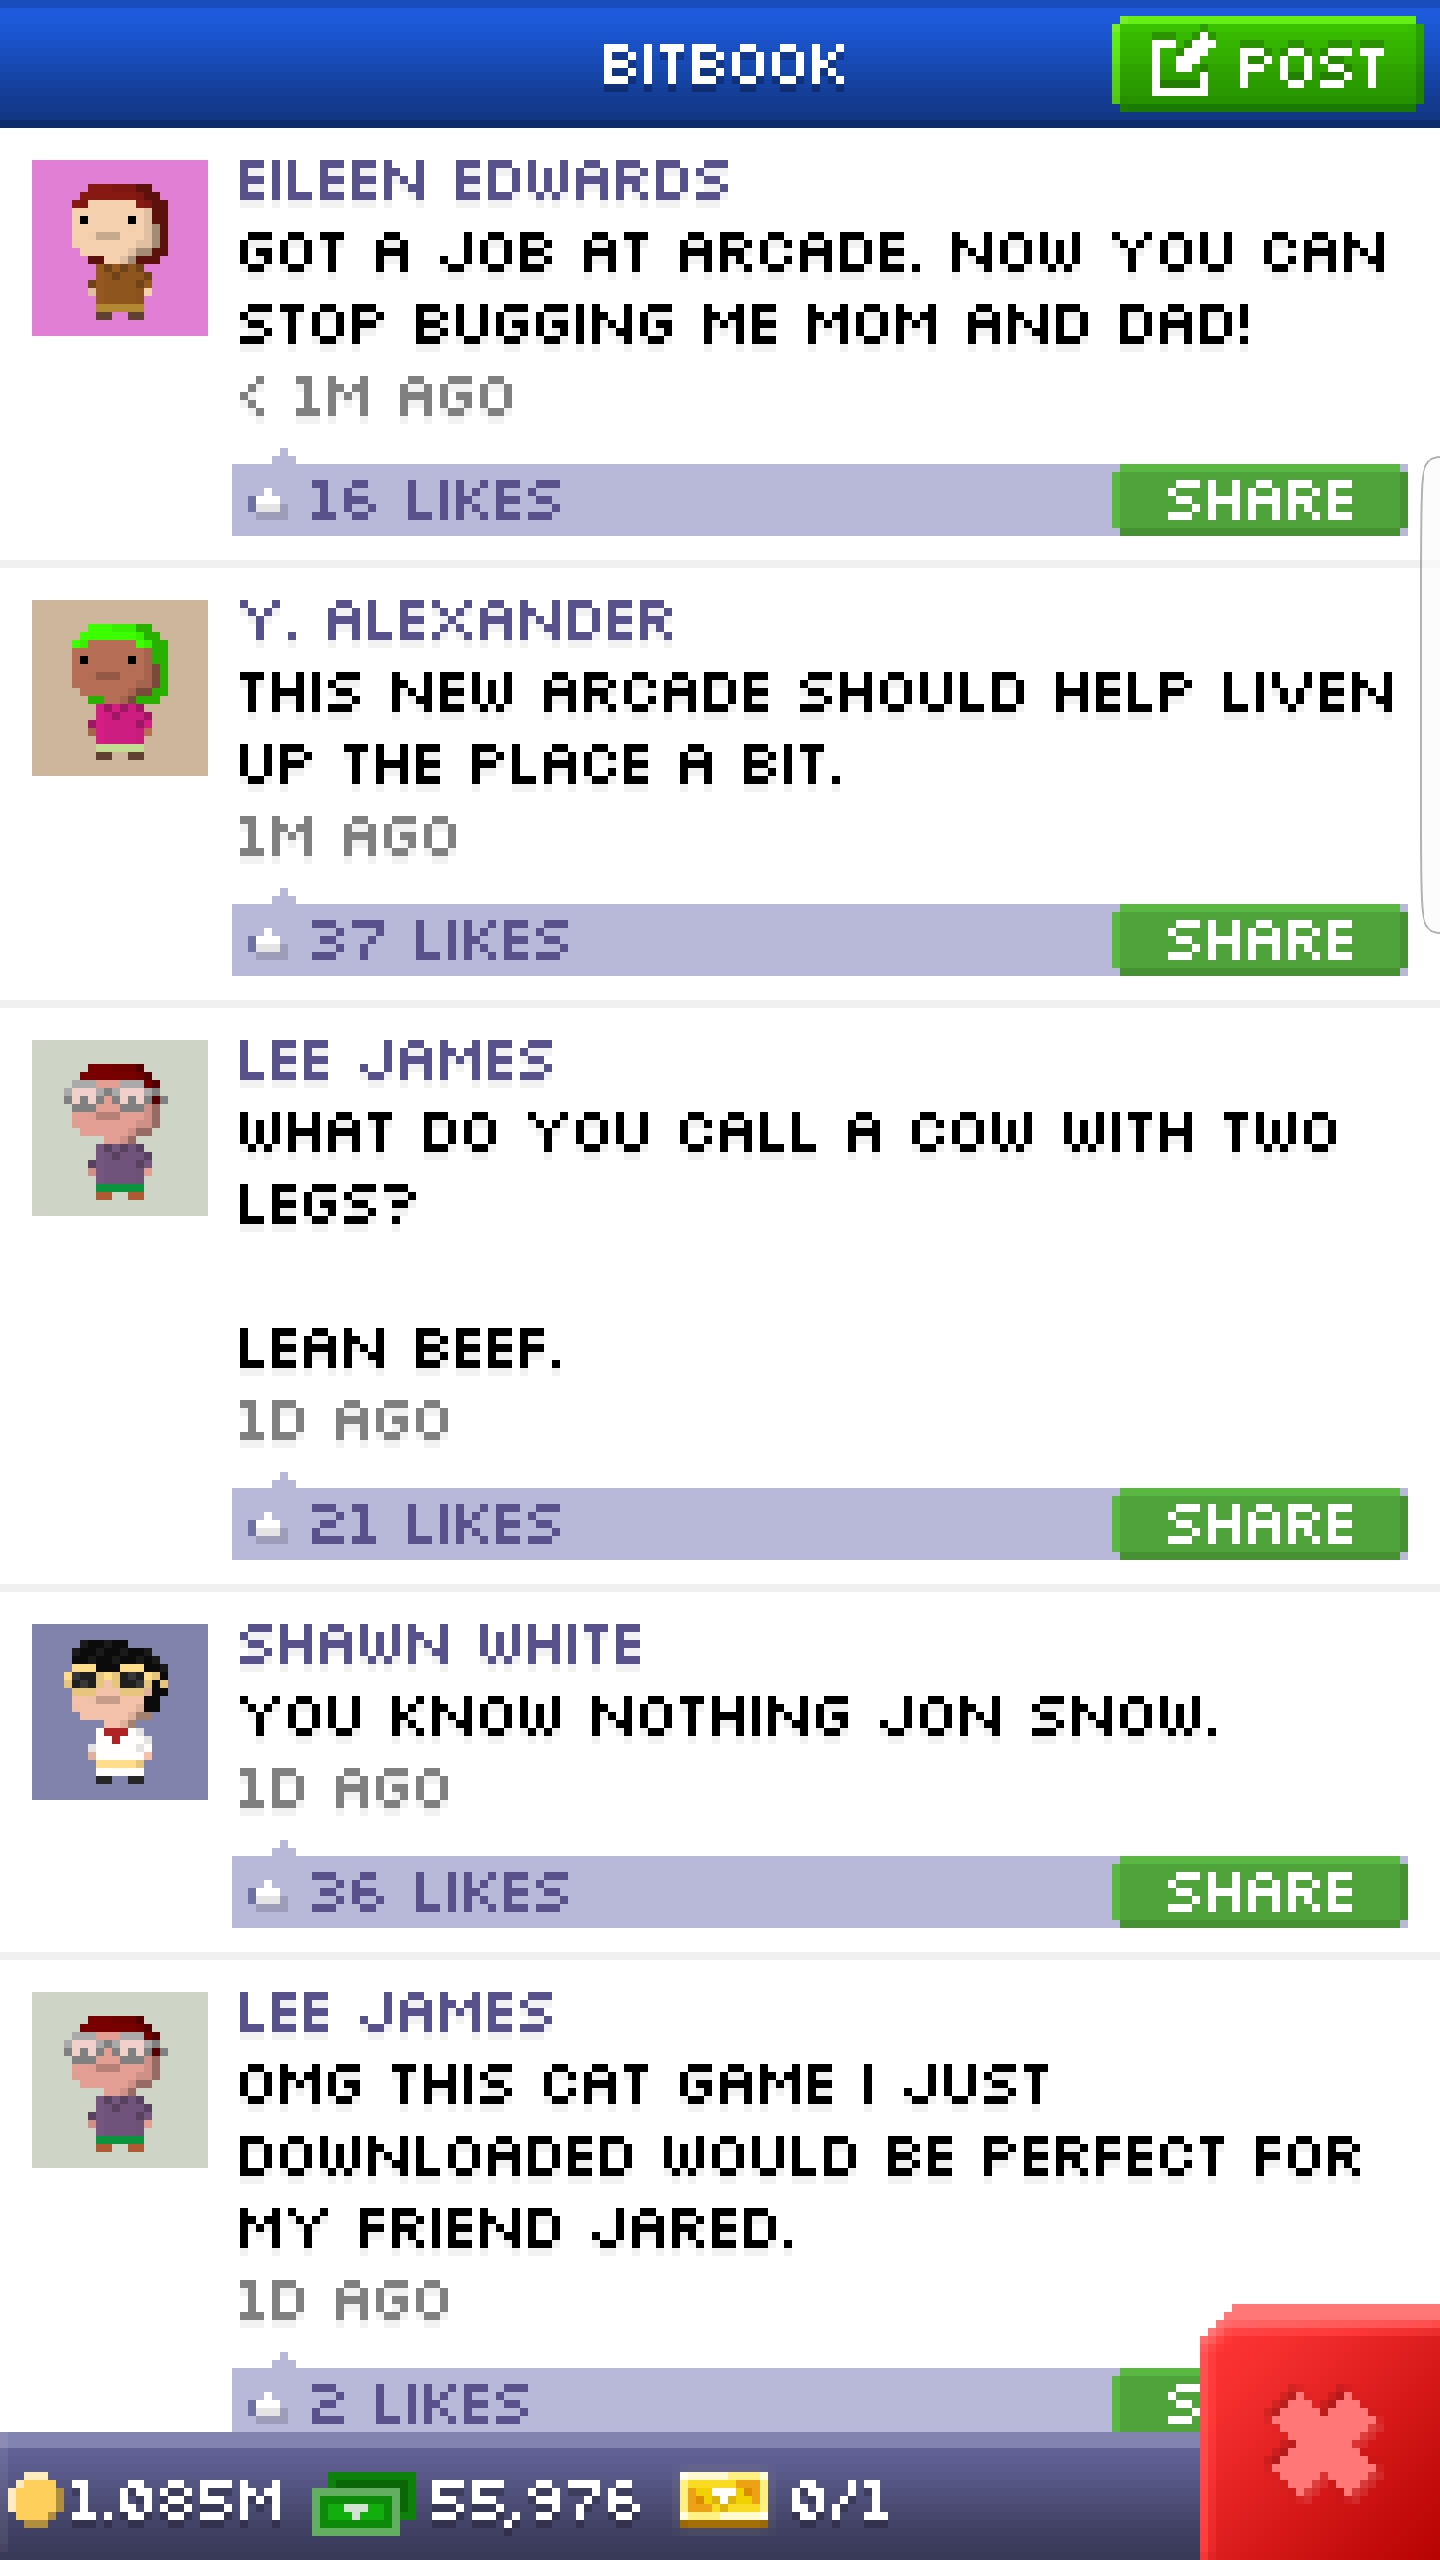 BITBOOK
POST
EILEEN EDWARDS
GOT A JOB AT ARCADE. NOW YOU CAN
STOP BUGGING ME MOM AND DAD!
< 1M AGO
16 LIKES
SHARE
Y. ALEXANDER
THIS NEW ARCADE SHOULD HELP LIVEN
UP THE PLACE A BIT.
1M AGO
37 LIKES
SHARE
LEE JAMES
WHAT DO YOU CALL A COW WITH TWO
LEGS?
LEAN BEEF.
1D AGO
21 LIKES
SHARE
SHAWN WHITE
YOU KNOW NOTHING JON SNOW.
1D AGO
36 LIKES
SHARE
LEE JAMES
OMG THIS CAT GAME I JUST
DOWNLOADED WOULD BE PERFECT FOR
MY FRIEND JARED.
1D AGO
2 LIKES
S
1.085M
55,976
0/1